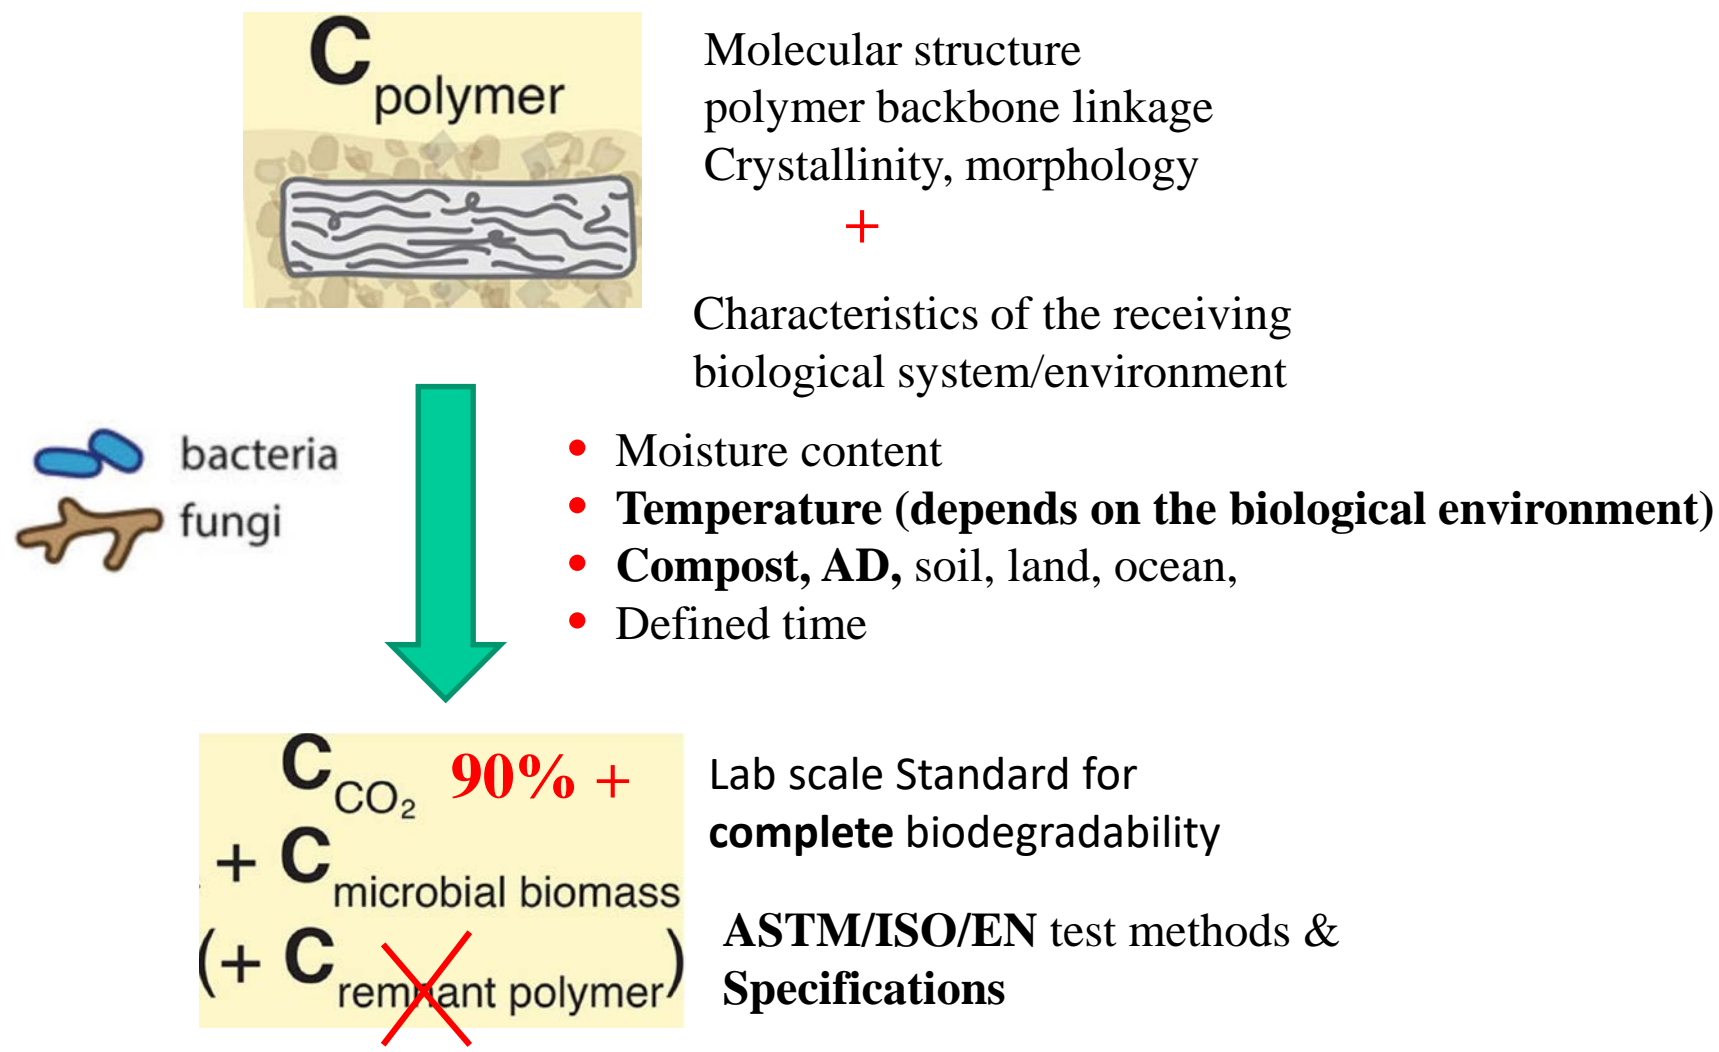 C polymer
Molecular structure
polymer backbone linkage
Crystallinity, morphology
+
Characteristics of the receiving
biological system/environment
bacteria
fungi
• Moisture content
• Temperature (depends on the biological environment)
• Compost, AD, soil, land, ocean,
• Defined time
C CO₂ 90% +
+ C microbial biomass
(+ C remnant polymer)
Lab scale Standard for
complete biodegradability
ASTM/ISO/EN test methods &
Specifications